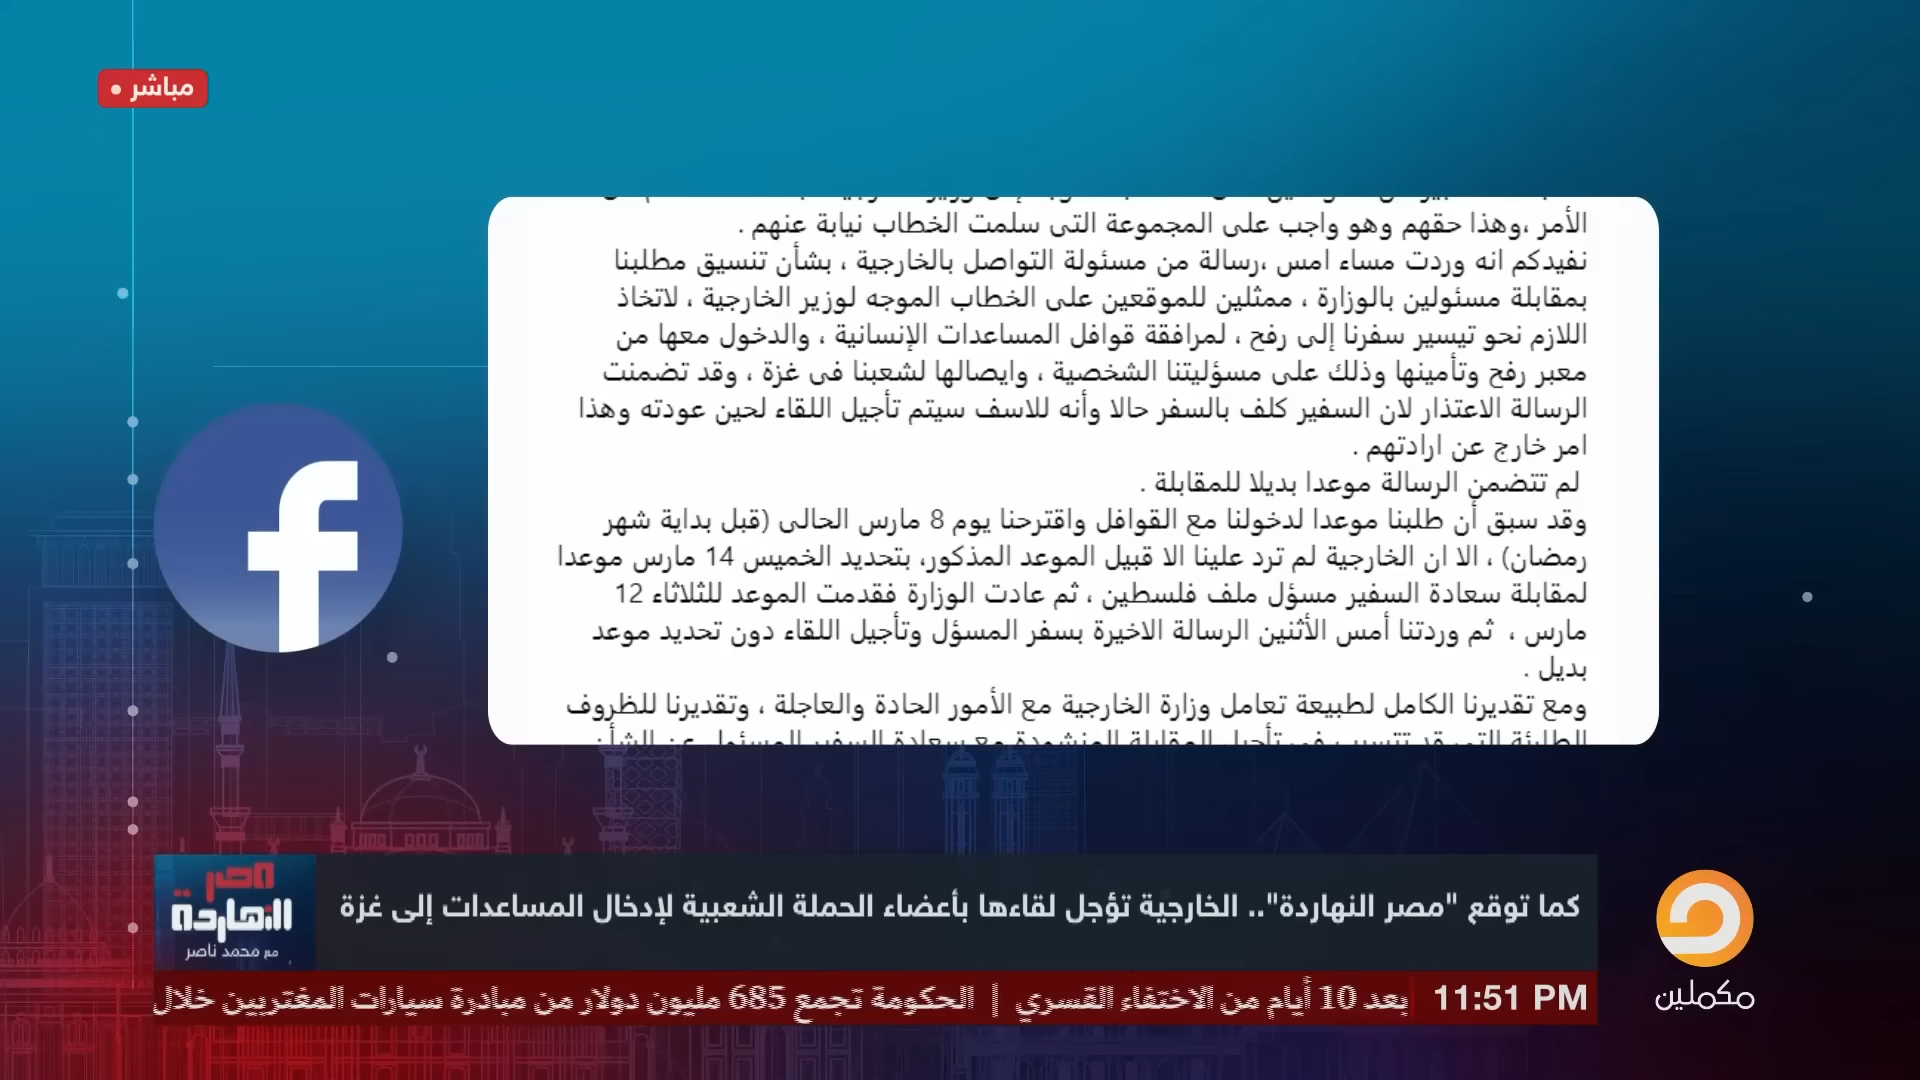 مباشر
الأمر ،وهذا حقهم وهو واجب على المجموعة التى سلمت الخطاب نيابة عنهم .
نفيدكم انه وردت مساء امس ،رسالة من مسئولة التواصل بالخارجية ، بشأن تنسيق مطلبنا
بمقابلة مسئولين بالوزارة ، ممثلين للموقعين على الخطاب الموجه لوزير الخارجية ، لاتخاذ
اللازم نحو تيسير سفرنا إلى رفح ، لمرافقة قوافل المساعدات الإنسانية ، والدخول معها من
معبر رفح وتأمينها وذلك على مسؤليتنا الشخصية ، وايصالها لشعبنا فى غزة ، وقد تضمنت
الرسالة الاعتذار لان السفير كلف بالسفر حالا وأنه للاسف سيتم تأجيل اللقاء لحين عودته وهذا
امر خارج عن ارادتهم .
لم تتضمن الرسالة موعدا بديلا للمقابلة .
وقد سبق أن طلبنا موعدا لدخولنا مع القوافل واقترحنا يوم 8 مارس الحالى (قبل بداية شهر
رمضان) ، الا ان الخارجية لم ترد علينا الا قبيل الموعد المذكور، بتحديد الخميس 14 مارس موعدا
لمقابلة سعادة السفير مسؤل ملف فلسطين ، ثم عادت الوزارة فقدمت الموعد للثلاثاء 12
مارس ، ثم وردتنا أمس الأثنين الرسالة الاخيرة بسفر المسؤل وتأجيل اللقاء دون تحديد موعد
بديل .
ومع تقديرنا الكامل لطبيعة تعامل وزارة الخارجية مع الأمور الحادة والعاجلة ، وتقديرنا للظروف
كما توقع "مصر النهاردة".. الخارجية تؤجل لقاءها بأعضاء الحملة الشعبية لإدخال المساعدات إلى غزة
مصر
النهاردة
مع محمد ناصر
11:51 PM
بعد 10 أيام من الاختفاء القسري | الحكومة تجمع 685 مليون دولار من مبادرة سيارات المغتربين خلال
مكملين